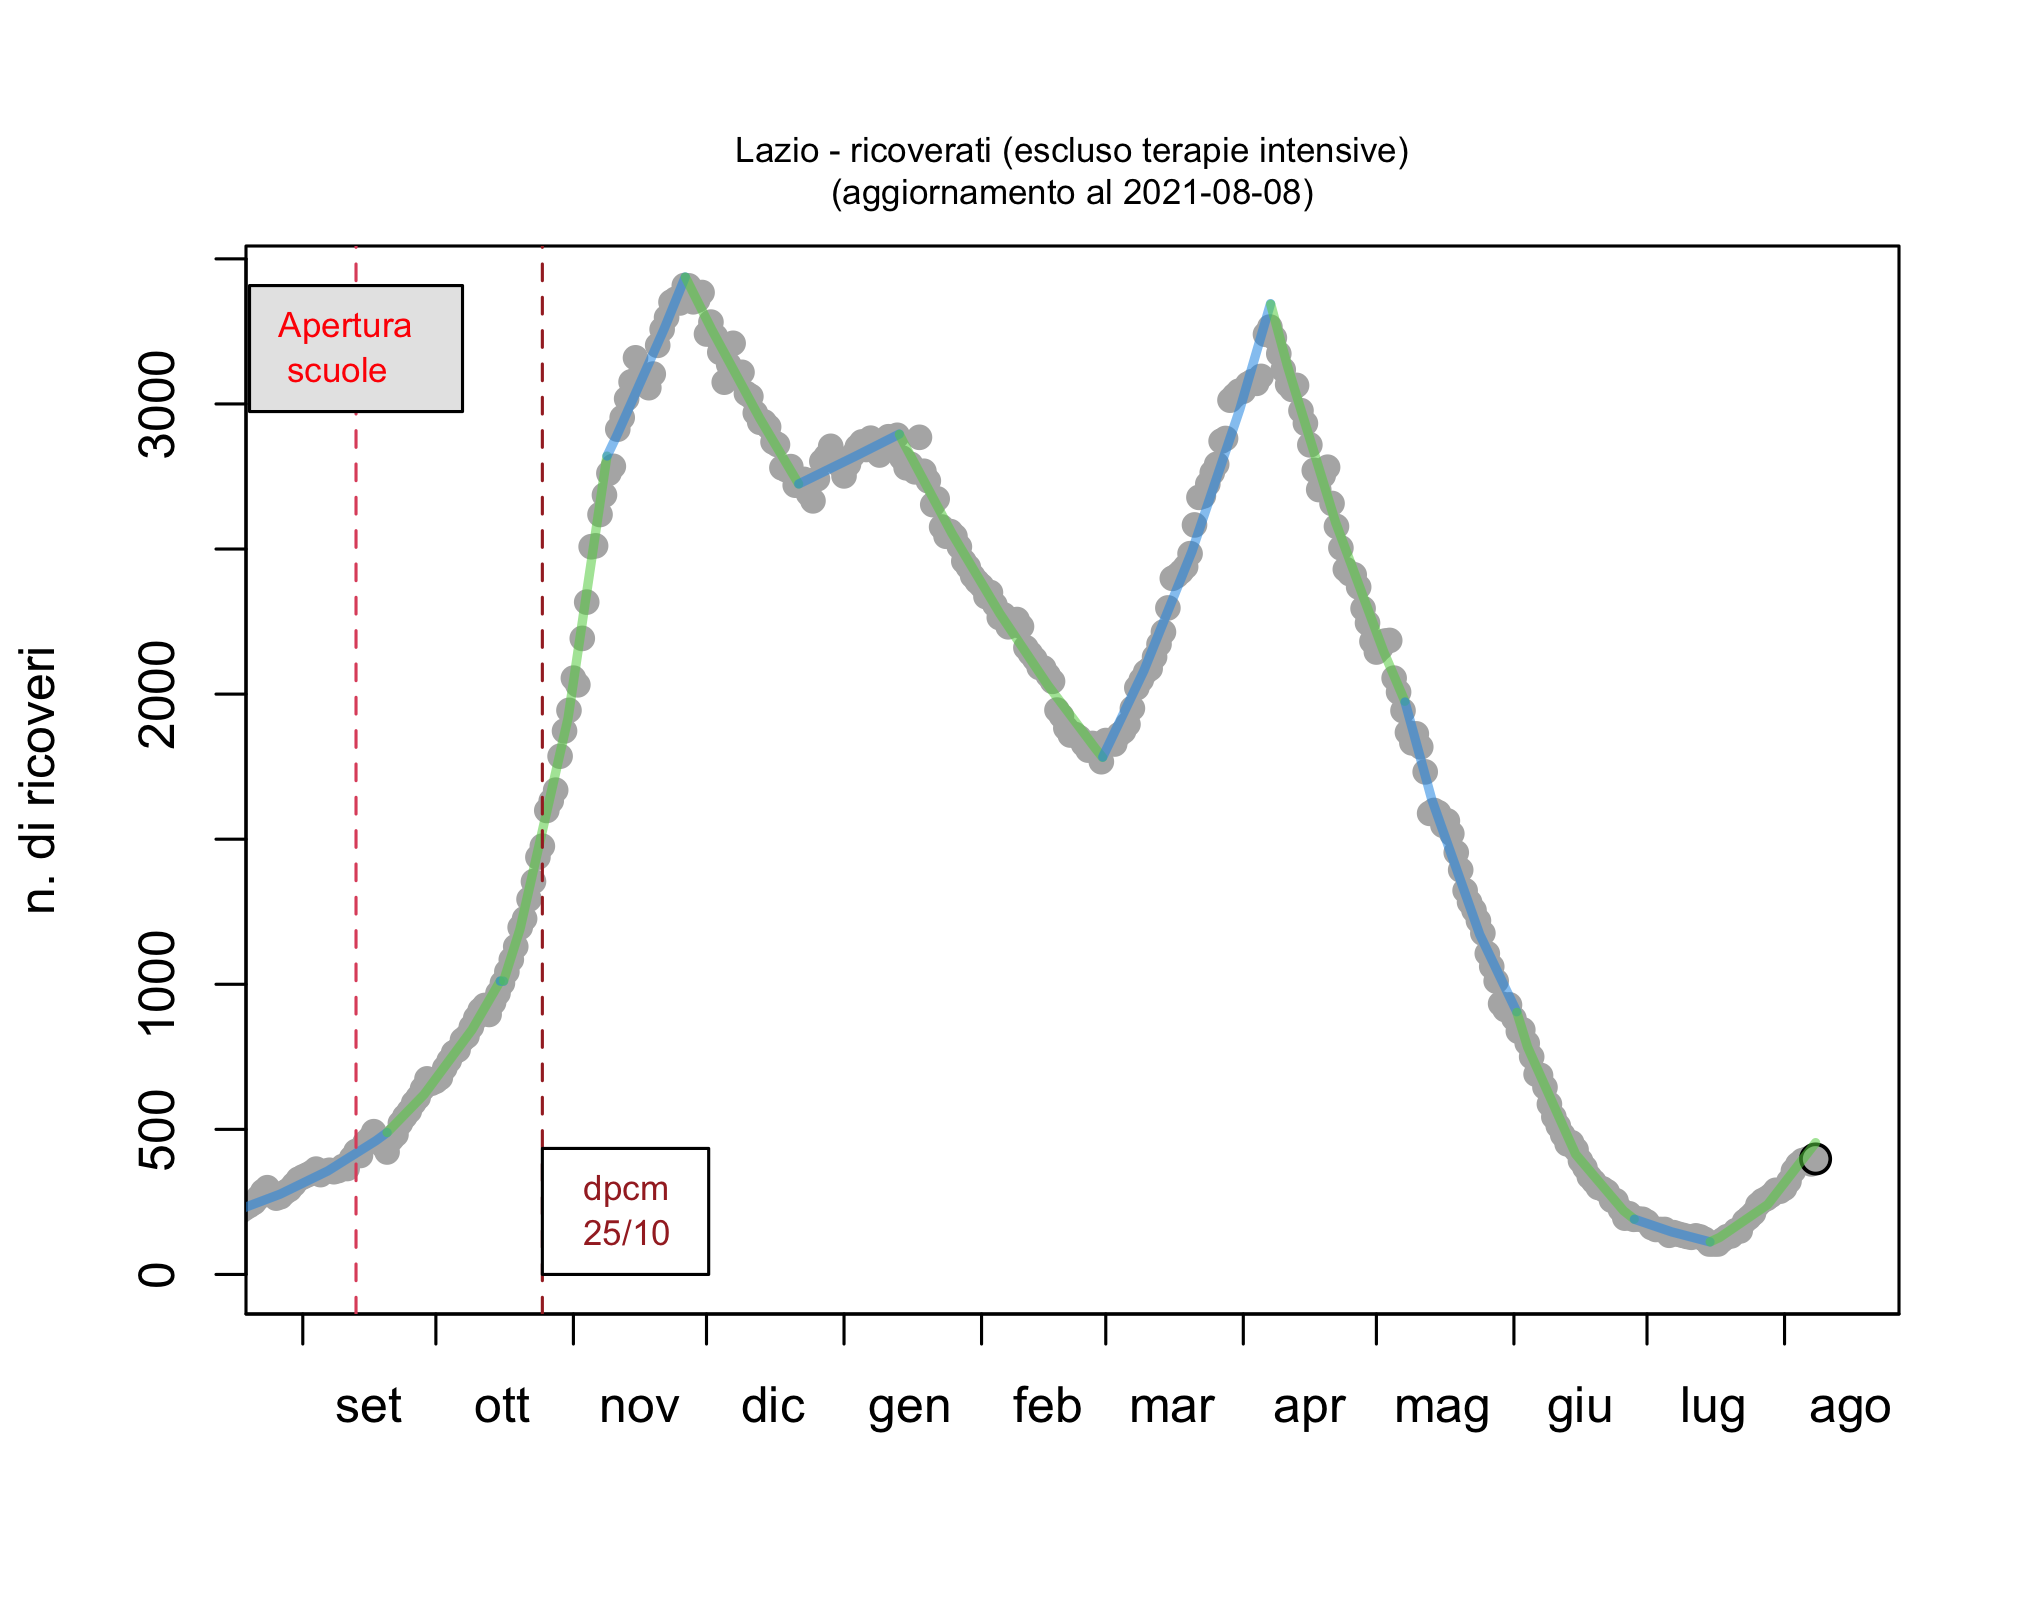 Lazio - ricoverati (escluso terapie intensive)
(aggiornamento al 2021-08-08)
n. di ricoveri
3000
2000
1000
500
0
Apertura
scuole
dpcm
25/10
set ott nov dic gen feb mar apr mag giu lug ago